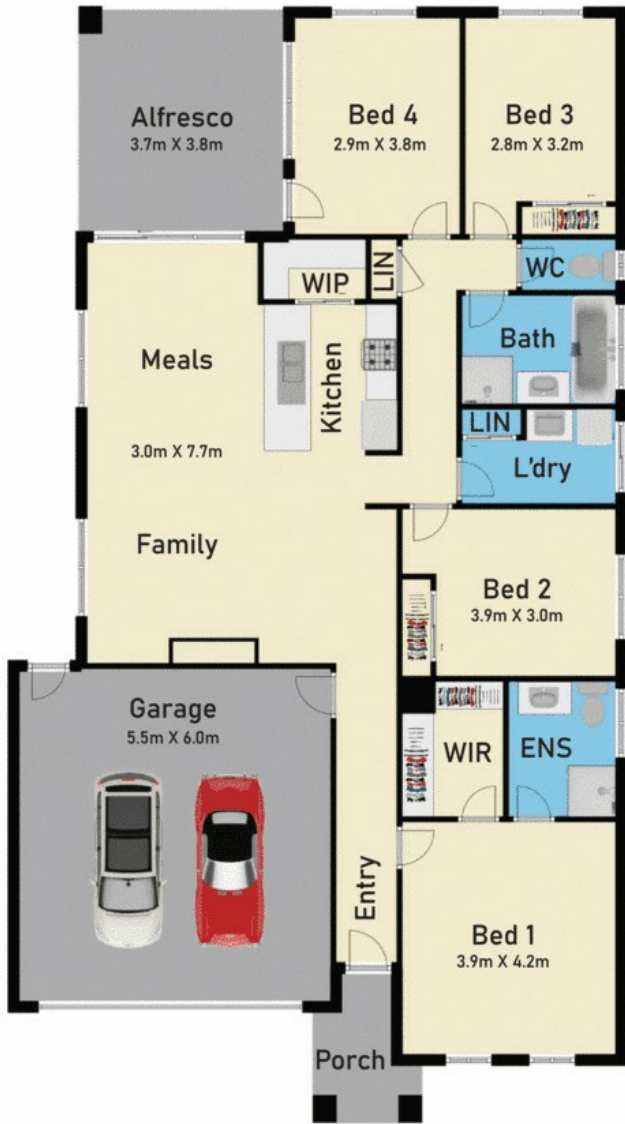 Alfresco
3.7m X 3.8m
Bed 4
2.9m X 3.8m
Bed 3
2.8m X 3.2m
WIP
LIN
WC
Meals
Kitchen
Bath
3.0m X 7.7m
LIN
L'dry
Family
Bed 2
3.9m X 3.0m
Garage
5.5m X 6.0m
WIR
ENS
Entry
Bed 1
3.9m X 4.2m
Porch